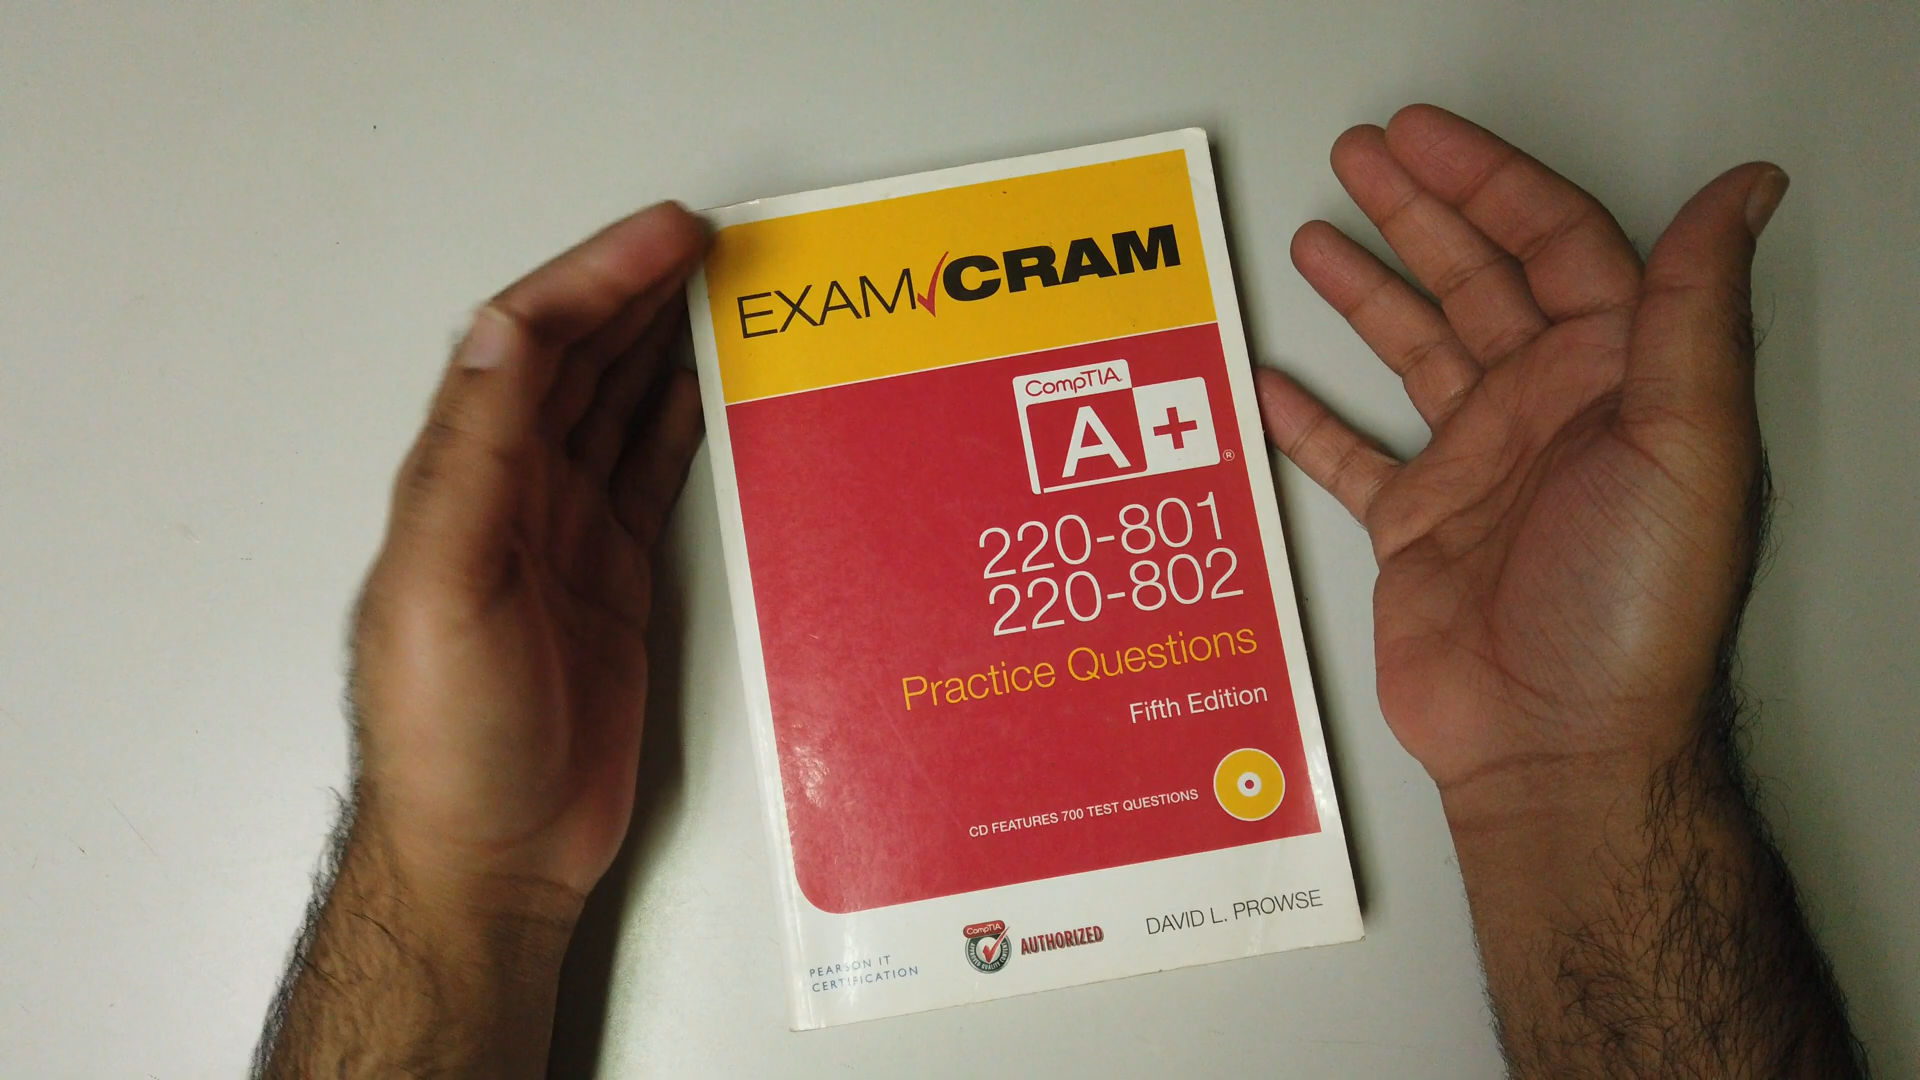 EXAM CRAM
CompTIA
A+
®
220-801
220-802
Practice Questions
Fifth Edition
CD FEATURES 700 TEST QUESTIONS
DAVID L. PROWSE
CompTIA
AUTHORIZED
PEARSON IT
CERTIFICATION